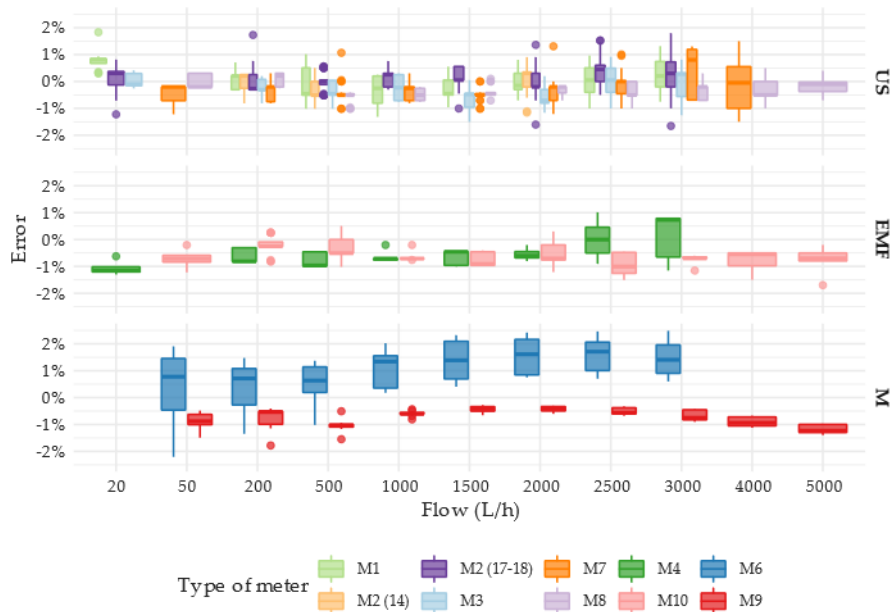 2%
1%
0%
-1%
-2%
US
2%
1%
0%
-1%
-2%
EMF
2%
1%
0%
-1%
-2%
M
Error
20 50 200 500 1000 1500 2000 2500 3000 4000 5000
Flow (L/h)
Type of meter
M1 M2 (17-18) M7 M4 M6
M2 (14) M3 M8 M10 M9